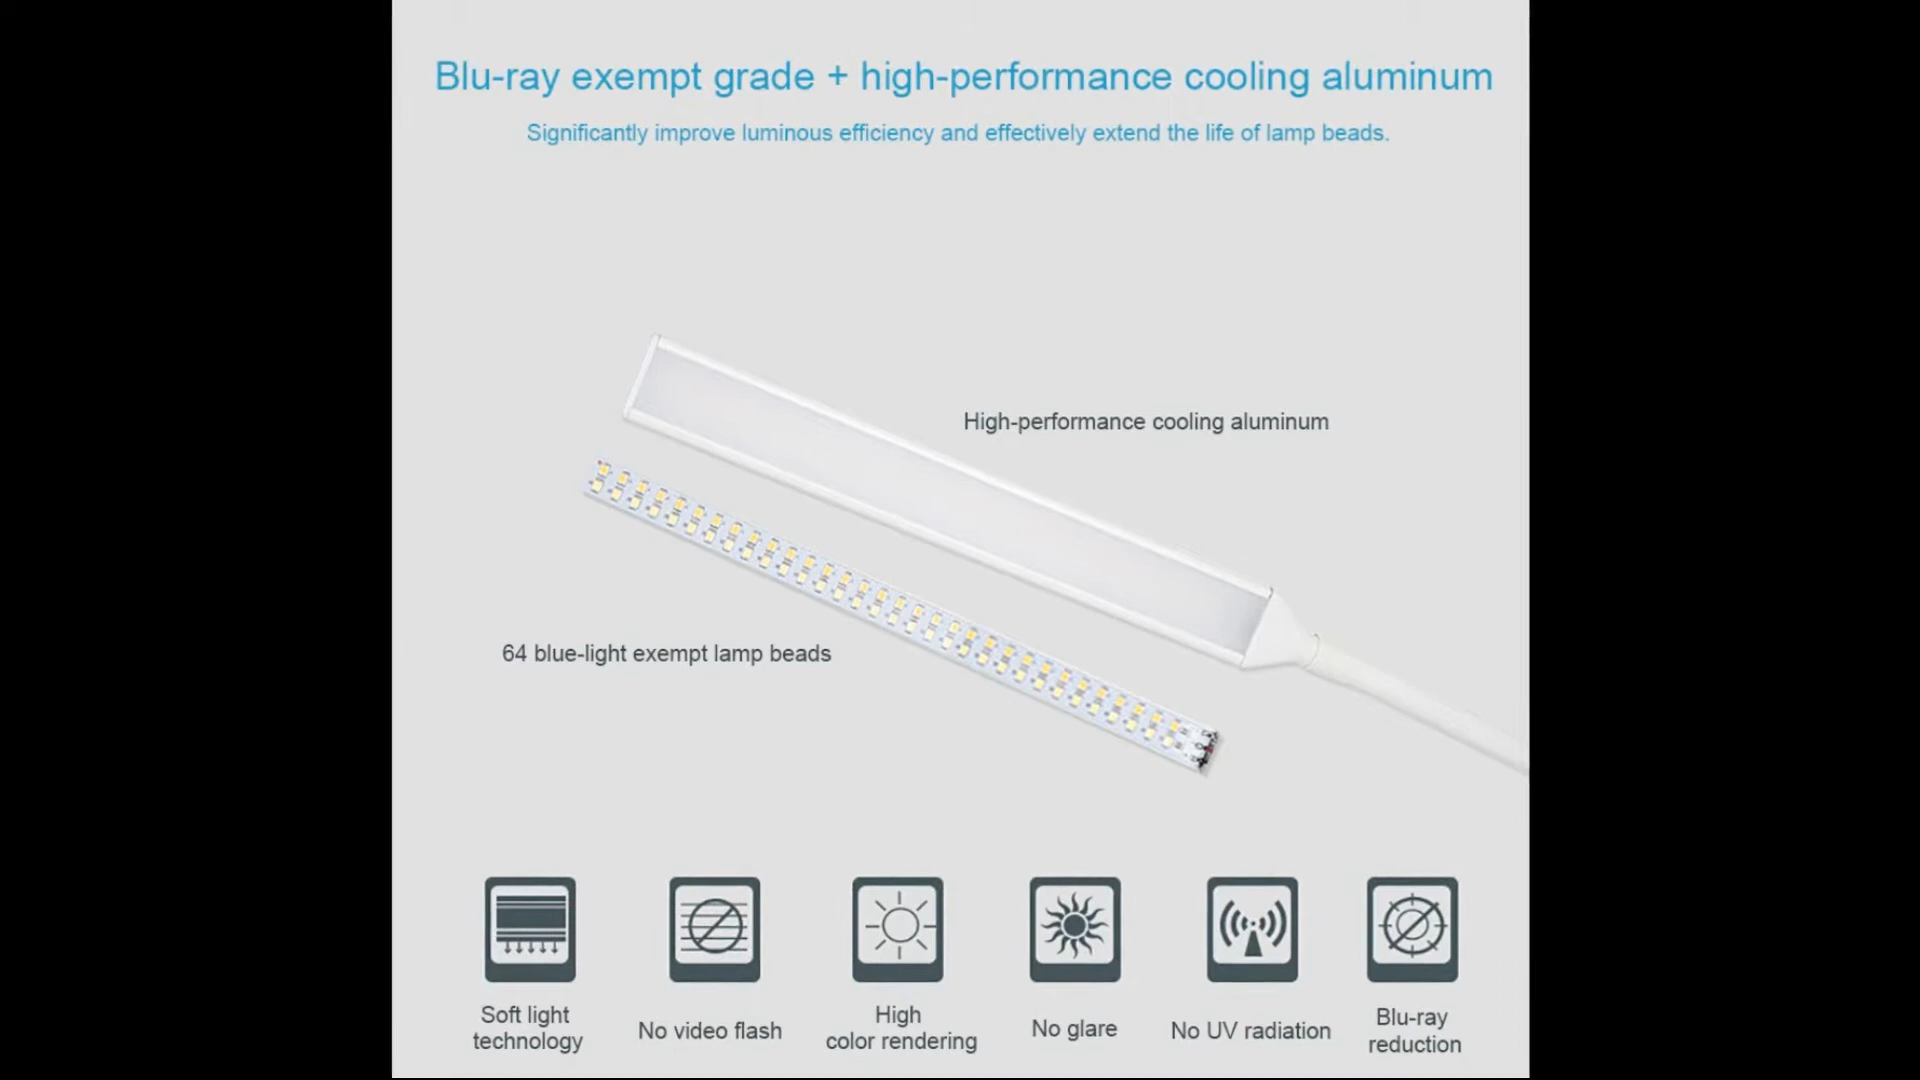 Blu-ray exempt grade + high-performance cooling aluminum
Significantly improve luminous efficiency and effectively extend the life of lamp beads.
High-performance cooling aluminum
64 blue-light exempt lamp beads
Soft light
technology
No video flash
High
color rendering
No glare
No UV radiation
Blu-ray
reduction